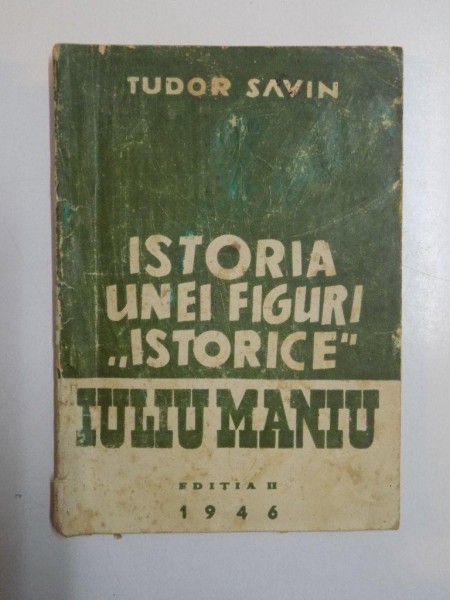 TUDOR SAVIN
ISTORIA
UNEI FIGURI
„ISTORICE"
IULIU MANIU
EDITIA II
1946